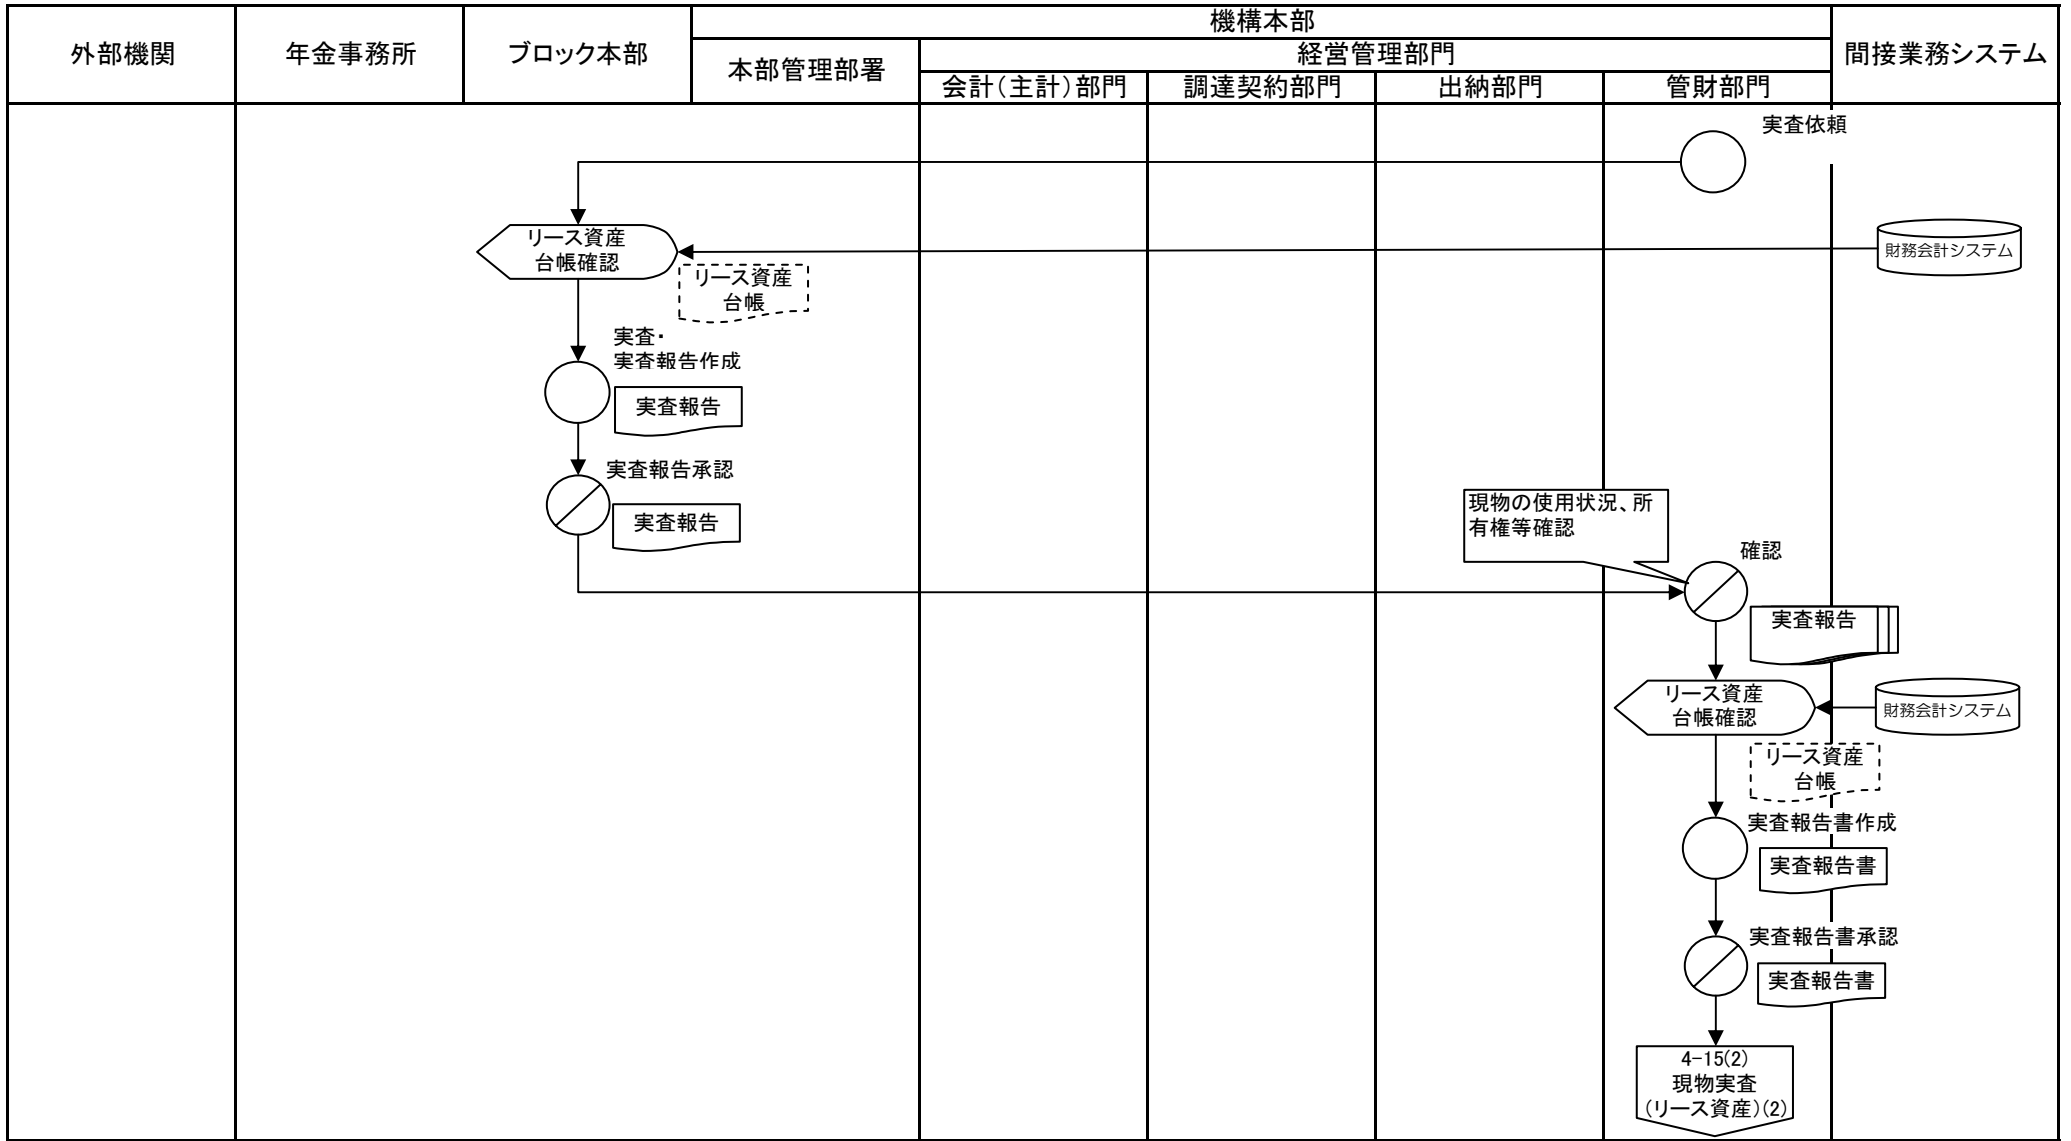 外部機関
年金事務所
ブロック本部
機構本部
本部管理部署
経営管理部門
会計(主計)部門
調達契約部門
出納部門
管財部門
間接業務システム
実査依頼
リース資産
台帳確認
財務会計システム
リース資産
台帳
実査・
実査報告作成
実査報告
実査報告承認
実査報告
現物の使用状況、所
有権等確認
確認
実査報告
リース資産
台帳確認
財務会計システム
リース資産
台帳
実査報告書作成
実査報告書
実査報告書承認
実査報告書
4-15(2)
現物実査
(リース資産)(2)